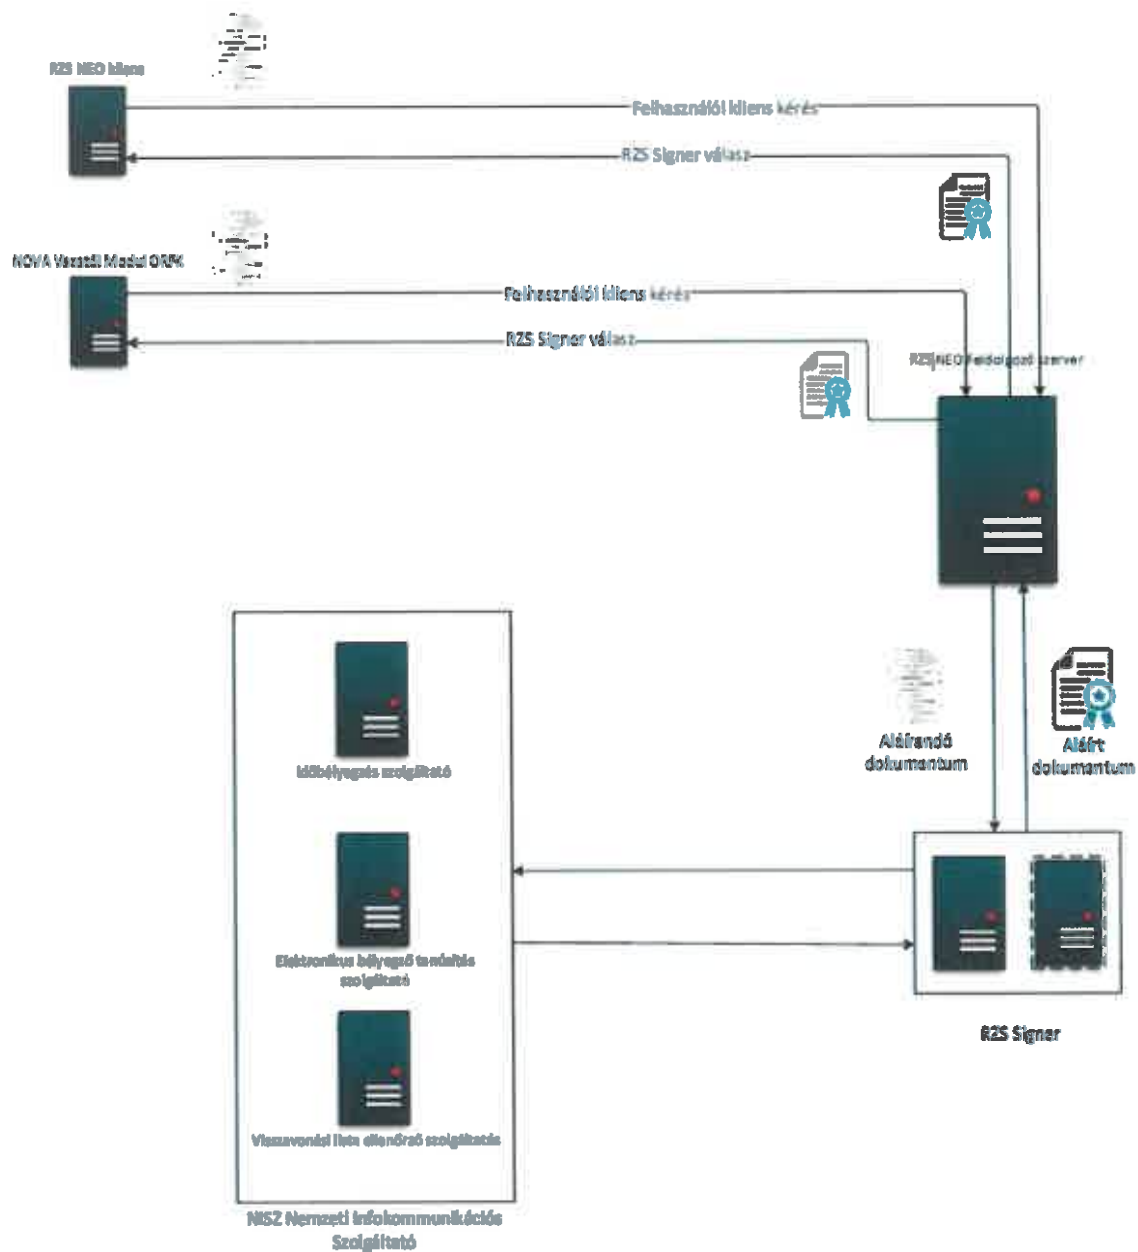 RZS NEO kliens
Felhasználói kliens kérés
RZS Signer válasz
NOVA Vezetői Modul ORFK
Felhasználói kliens kérés
RZS Signer válasz
RZS NEO Feldolgozó szerver
Aláírandó
dokumentum
Aláírt
dokumentum
Időbélyegzés szolgáltató
Elektronikus bélyegző tanúsítás
szolgáltató
RZS Signer
Visszavonási lista ellenőrző szolgáltatás
NISZ Nemzeti Infokommunikációs
Szolgáltató